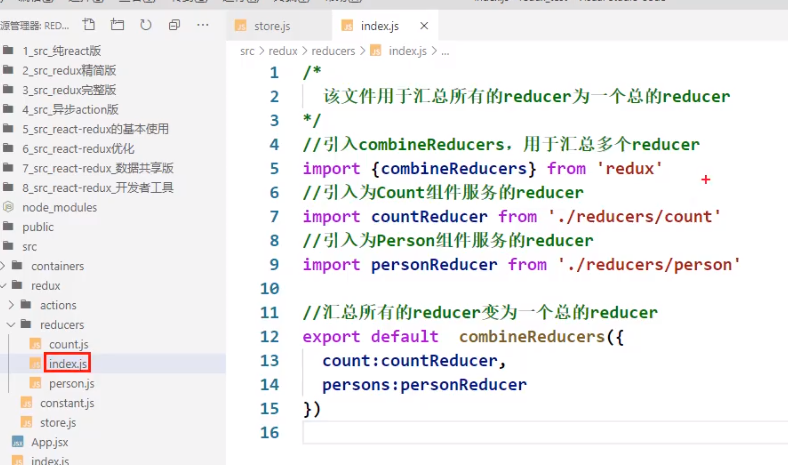 源管理器: RED...
store.js
index.js
src > redux > reducers > index.js > ...
1_src_纯react版
2_src_redux精简版
3_src_redux完整版
4_src_异步action版
5_src_react-redux的基本使用
6_src_react-redux优化
7_src_react-redux_数据共享版
8_src_react-redux_开发者工具
node_modules
public
src
containers
redux
actions
reducers
count.js
index.js
person.js
constant.js
store.js
App.jsx
index.js
1 /*
2 该文件用于汇总所有的reducer为一个总的reducer
3 */
4 //引入combineReducers，用于汇总多个reducer
5 import {combineReducers} from 'redux'
6 //引入为Count组件服务的reducer
7 import countReducer from './reducers/count'
8 //引入为Person组件服务的reducer
9 import personReducer from './reducers/person'
10
11 //汇总所有的reducer变为一个总的reducer
12 export default  combineReducers({
13 count:countReducer,
14 persons:personReducer
15 })
16